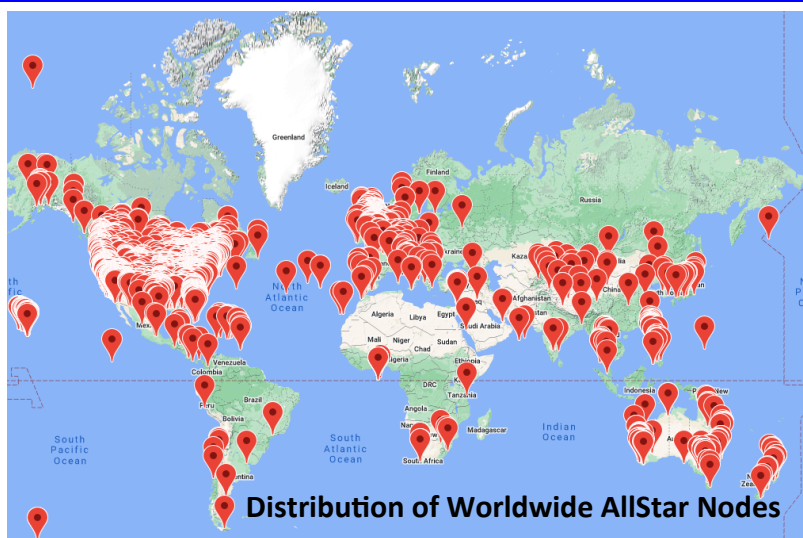 Greenland
Iceland
Finland
Russia
Kaza
China
Afghanistan
Algeria
Libya
Egypt
Saudi Arabia
Mali
Niger
Chad
Sudan
Nigeria
Ethiopia
DRC
Tanzania
Angola
Madagascar
South Africa
North
Atlantic
Ocean
Venezuela
Colombia
Peru
Brazil
Bolivia
South
Pacific
Ocean
South
Atlantic
Ocean
Indian
Ocean
Indonesia
Distribution of Worldwide AllStar Nodes